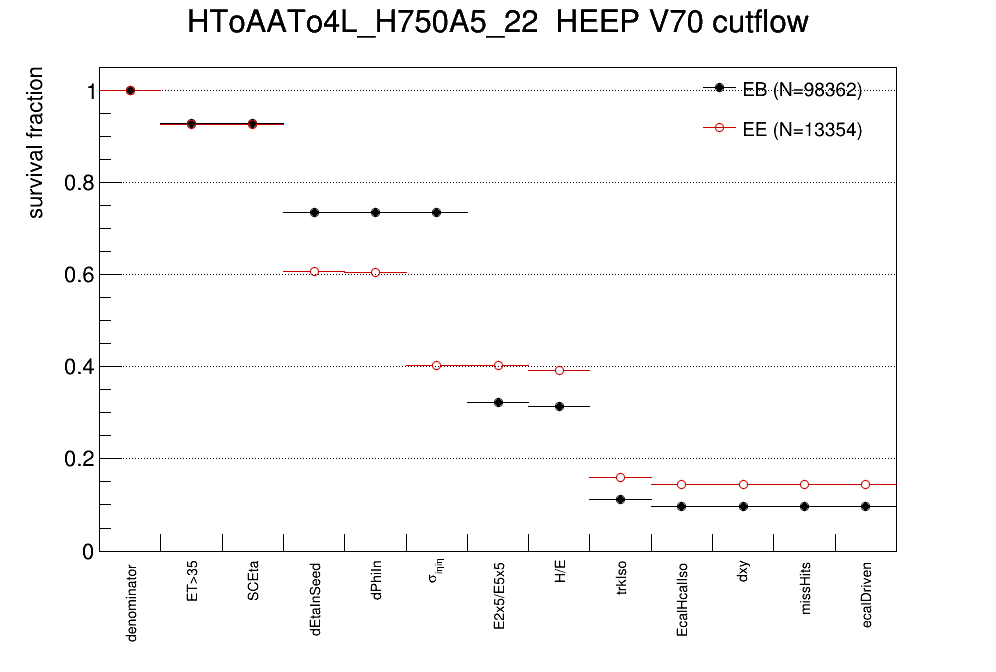 HToAATo4L_H750A5_22  HEEP V70 cutflow
survival fraction
1
0.8
0.6
0.4
0.2
0
EB (N=98362)
EE (N=13354)
denominator
ET>35
SCEta
dEtaInSeed
dPhiIn
σiηiη
E2x5/E5x5
H/E
trkIso
EcalHcalIso
dxy
missHits
ecalDriven